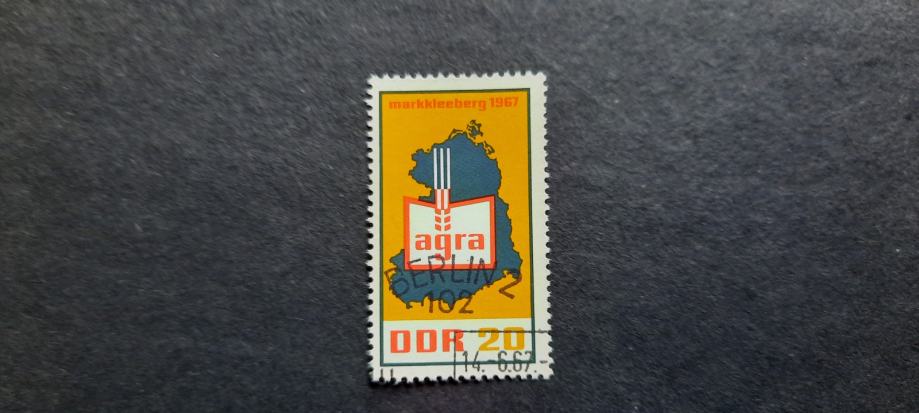 markkleeberg 1967
agra
BERLIN 2
102
DDR 20
14.-6.67.-